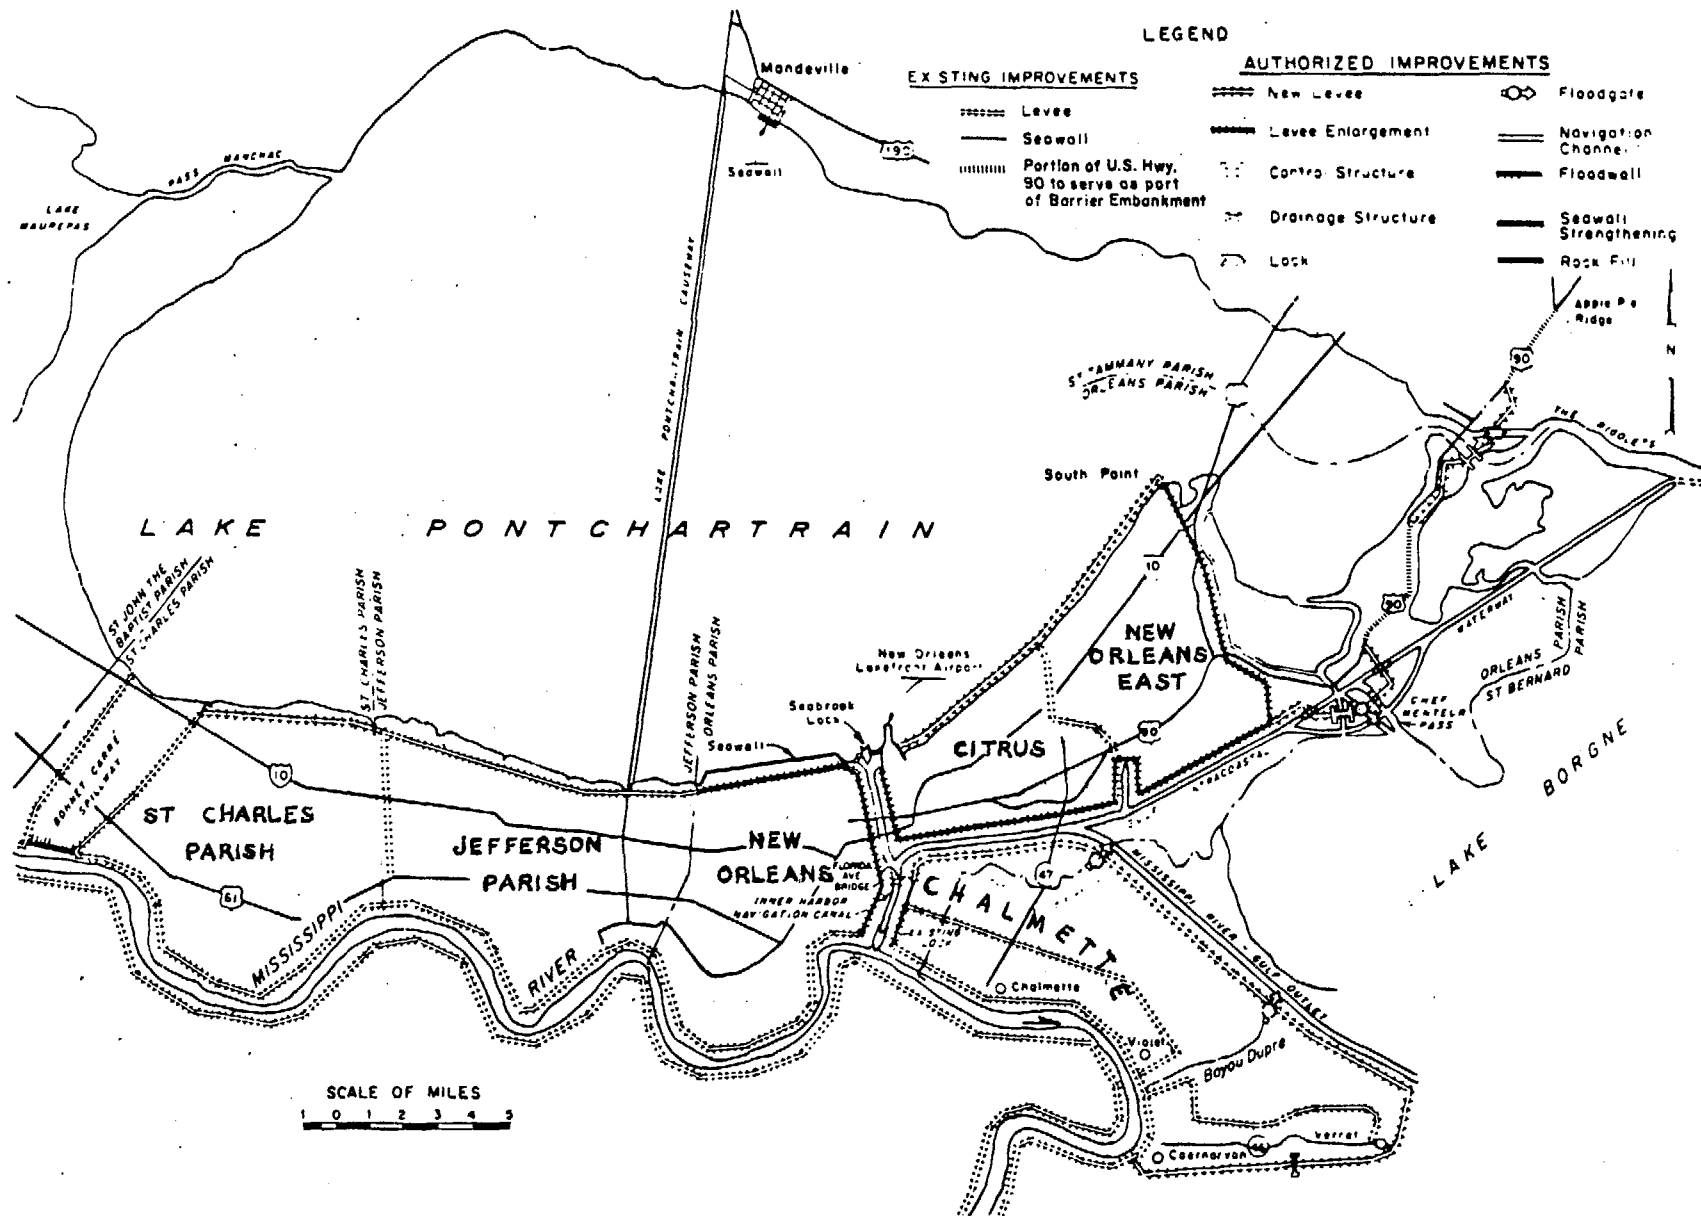 LEGEND
EXISTING IMPROVEMENTS
Levee
Seawall
Portion of U.S. Hwy.
90 to serve as part
of Barrier Embankment
AUTHORIZED IMPROVEMENTS
New Levee
Levee Enlargement
Control Structure
Drainage Structure
Lock
Floodgate
Navigation
Channel
Floodwall
Seawall
Strengthening
Rock Fill
Mandeville
190
Seawall
PASS MANCHAC
LAKE
MAUREPAS
LAKE PONTCHARTRAIN CAUSEWAY
Apple Pie
Ridge
N
90
ST TAMMANY PARISH
ORLEANS PARISH
THE RIGOLETS
South Point
LAKE PONTCHARTRAIN
10
ST JOHN THE
BAPTIST PARISH
ST CHARLES PARISH
ST CHARLES PARISH
JEFFERSON PARISH
JEFFERSON PARISH
ORLEANS PARISH
90
WATERWAY
NEW
ORLEANS
EAST
New Orleans
Lakefront Airport
ORLEANS PARISH
ST BERNARD PARISH
Seabrook
Lock
CHEF
MENTEUR
PASS
Seawall
CITRUS
90
LAKE BORGNE
10
BONNET CARRÉ
SPILLWAY
ST CHARLES
PARISH
JEFFERSON
PARISH
NEW
ORLEANS
FLORIDA
AVE
BRIDGE
INNER HARBOR
NAVIGATION CANAL
INTRACOASTAL
61
MISSISSIPPI RIVER
EXISTING
LOCK
CHALMETTE
47
MISSISSIPPI RIVER - GULF OUTLET
Chalmette
Violet
Bayou Dupre
SCALE OF MILES
1 0 1 2 3 4 5
Verret
46
Caernarvon